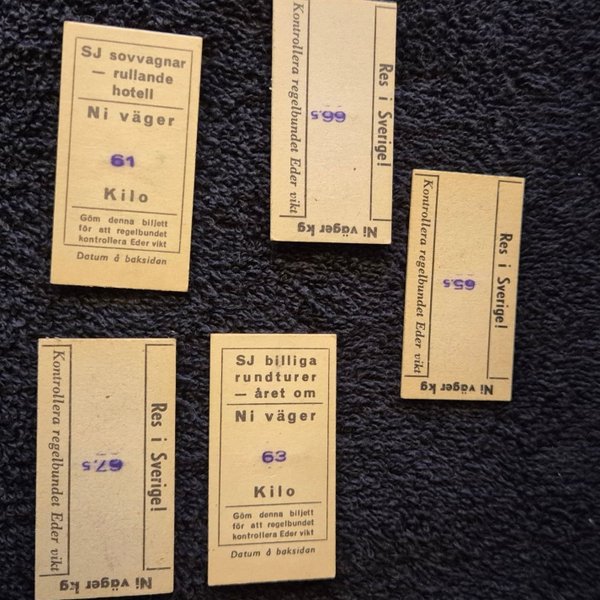 SJ sovvagnar
— rullande
hotell
Ni väger
61
Kilo
Göm denna biljett
för att regelbundet
kontrollera Eder vikt
Datum å baksidan
Res i Sverige!
66.5
Kontrollera regelbundet Eder vikt
Ni väger kg
Res i Sverige!
65.5
Kontrollera regelbundet Eder vikt
Ni väger kg
Res i Sverige!
67.5
Kontrollera regelbundet Eder vikt
Ni väger kg
SJ billiga
rundturer
— året om
Ni väger
63
Kilo
Göm denna biljett
för att regelbundet
kontrollera Eder vikt
Datum å baksidan